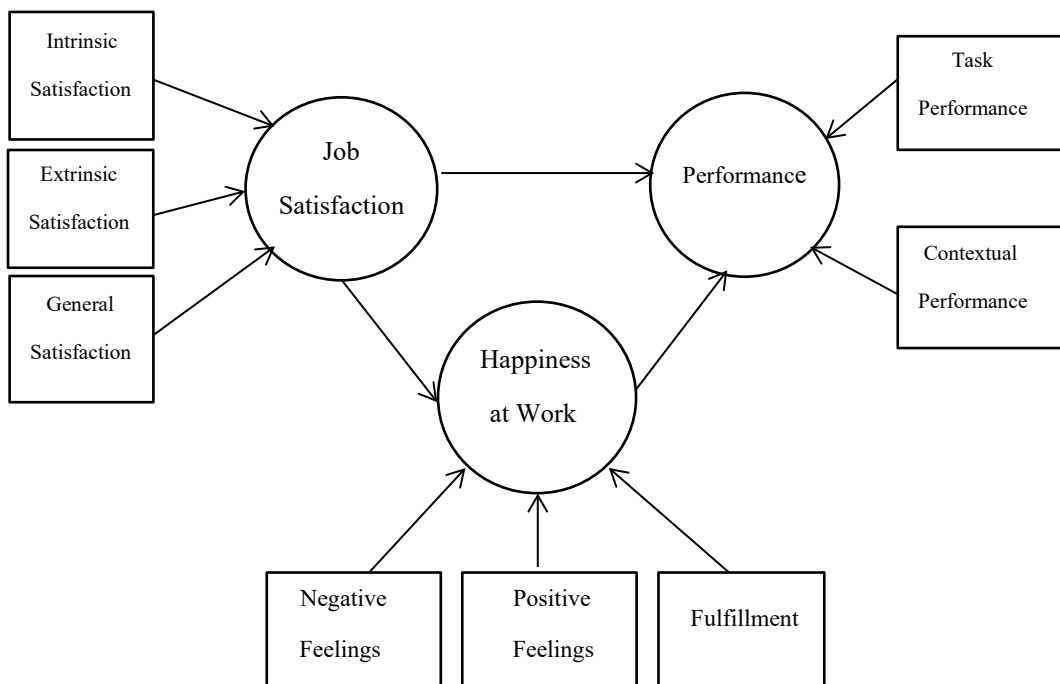 Intrinsic
Satisfaction
Extrinsic
Satisfaction
General
Satisfaction
Job
Satisfaction
Performance
Task
Performance
Contextual
Performance
Happiness
at Work
Negative
Feelings
Positive
Feelings
Fulfillment